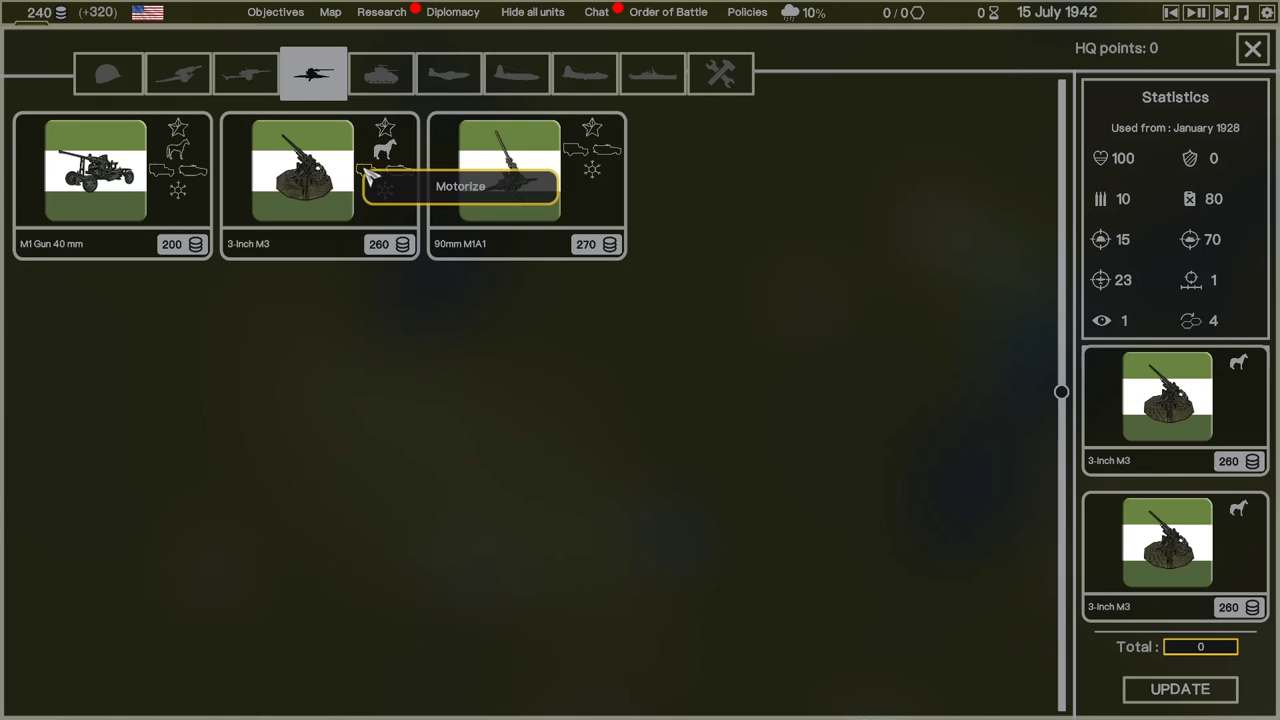 240 (+320) Objectives Map Research Diplomacy Hide all units Chat Order of Battle Policies 10% 0 / 0 0 15 July 1942
HQ points: 0
Statistics
Used from : January 1928
100 0
10 80
15 70
23 1
1 4
Motorize
M1 Gun 40 mm 200
3-Inch M3 260
90mm M1A1 270
3-Inch M3 260
3-Inch M3 260
Total : 0
UPDATE